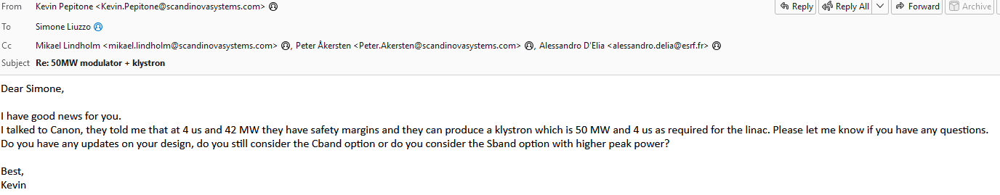 From Kevin Pepitone <Kevin.Pepitone@scandinovasystems.com>
Reply Reply All Forward Archive
To Simone Liuzzo
Cc Mikael Lindholm <mikael.lindholm@scandinovasystems.com> , Peter Åkersten <Peter.Akersten@scandinovasystems.com> , Alessandro D'Elia <alessandro.delia@esrf.fr>
Subject Re: 50MW modulator + klystron
Dear Simone,
I have good news for you.
I talked to Canon, they told me that at 4 us and 42 MW they have safety margins and they can produce a klystron which is 50 MW and 4 us as required for the linac. Please let me know if you have any questions.
Do you have any updates on your design, do you still consider the Cband option or do you consider the Sband option with higher peak power?
Best,
Kevin